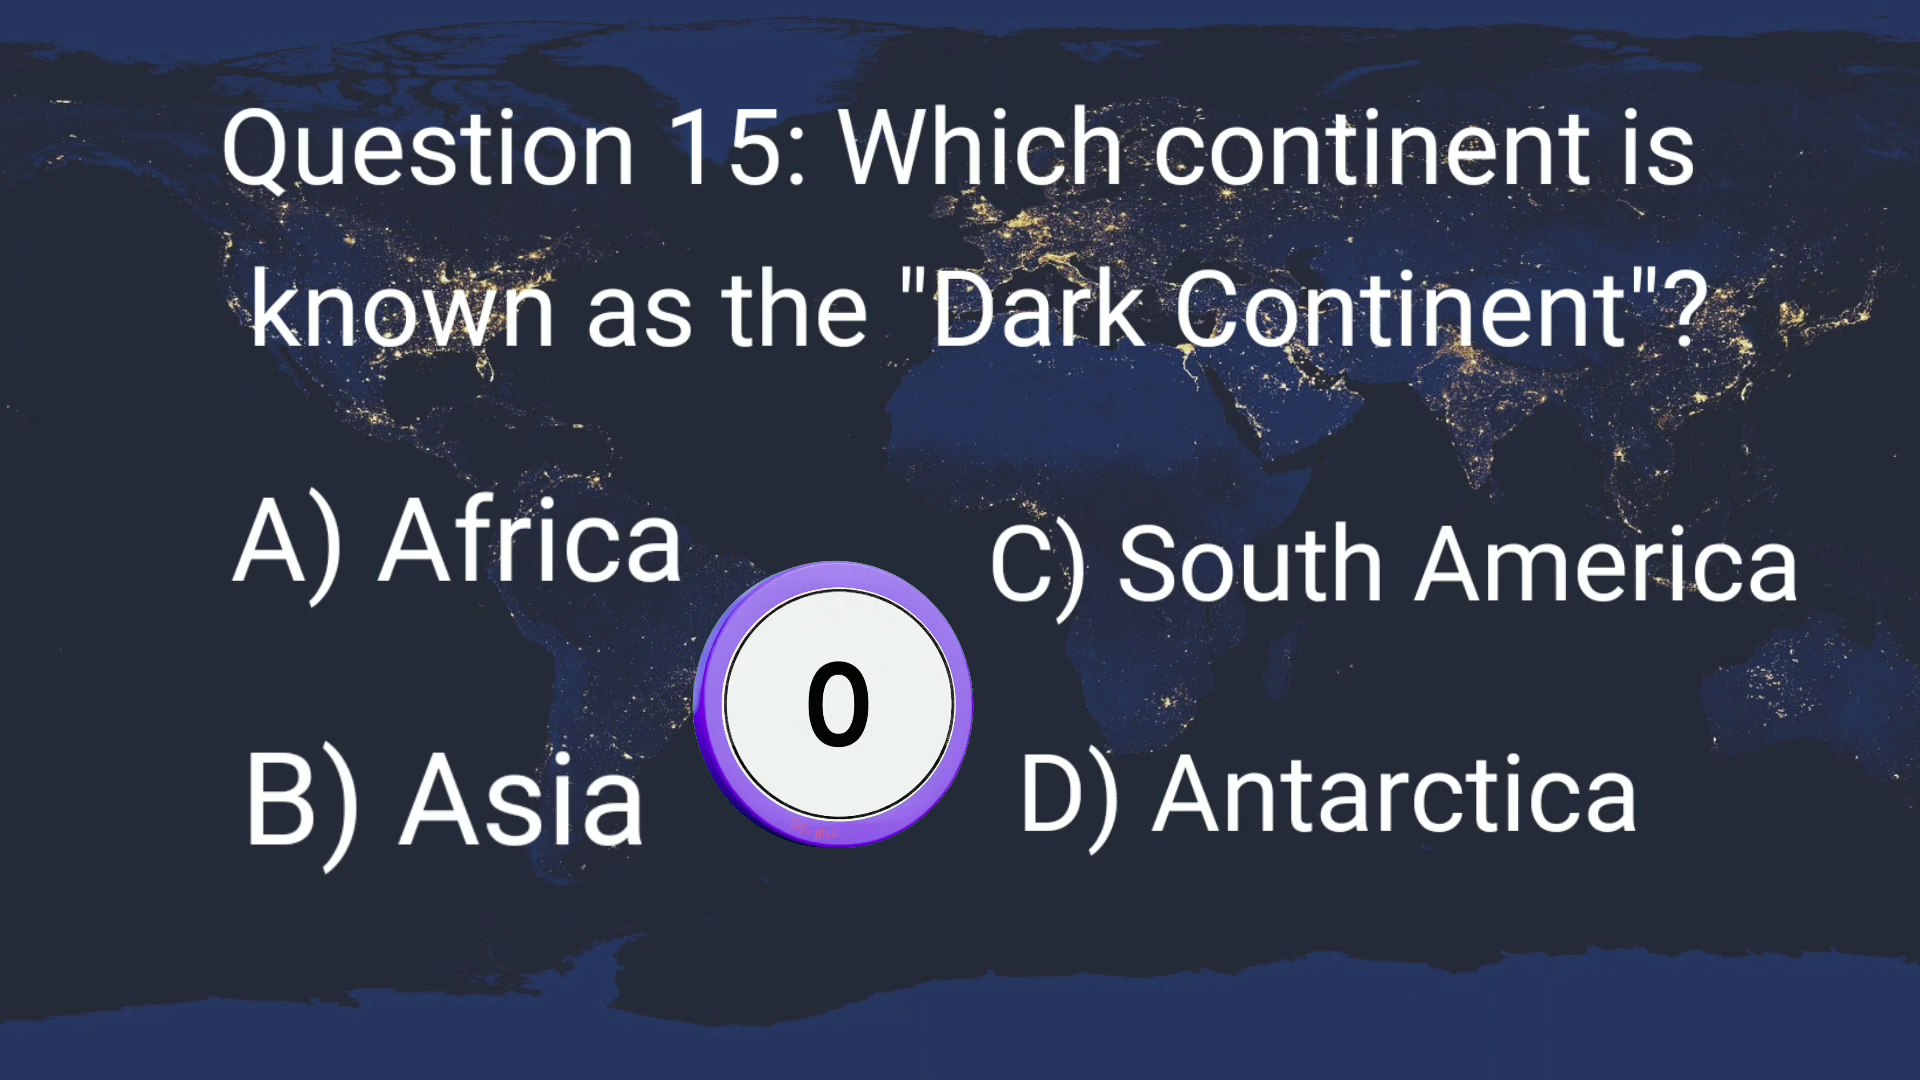 Question 15: Which continent is
known as the "Dark Continent"?
A) Africa
C) South America
0
B) Asia
D) Antarctica